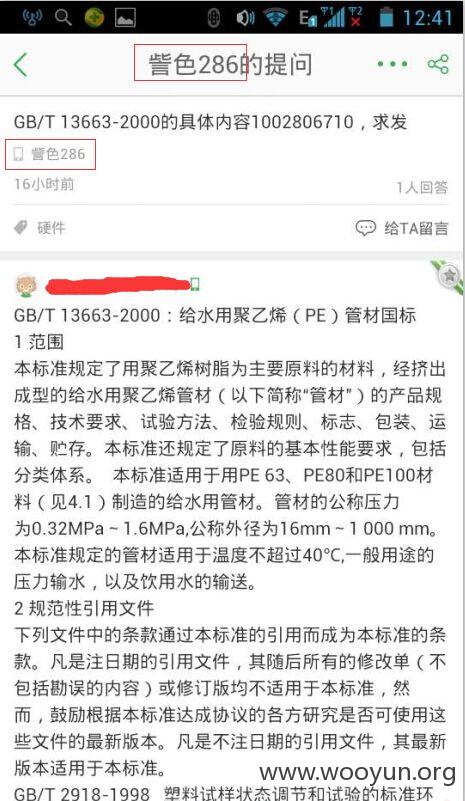 12:41
訾色286的提问
GB/T 13663-2000的具体内容1002806710，求发
訾色286
16小时前
1人回答
硬件
给TA留言
GB/T 13663-2000：给水用聚乙烯（PE）管材国标
1 范围
本标准规定了用聚乙烯树脂为主要原料的材料，经挤出
成型的给水用聚乙烯管材（以下简称“管材”）的产品规
格、技术要求、试验方法、检验规则、标志、包装、运
输、贮存。本标准还规定了原料的基本性能要求，包括
分类体系。 本标准适用于用PE 63、PE80和PE100材
料（见4.1）制造的给水用管材。管材的公称压力
为0.32MPa～1.6MPa,公称外径为16mm～1 000 mm。
本标准规定的管材适用于温度不超过40℃,一般用途的
压力输水，以及饮用水的输送。
2 规范性引用文件
下列文件中的条款通过本标准的引用而成为本标准的条
款。凡是注日期的引用文件，其随后所有的修改单（不
包括勘误的内容）或修订版均不适用于本标准，然
而，鼓励根据本标准达成协议的各方研究是否可使用这
些文件的最新版本。凡是不注日期的引用文件，其最新
版本适用于本标准。
www.wooyun.org
GB/T 2918-1998 塑料试样状态调节和试验的标准环